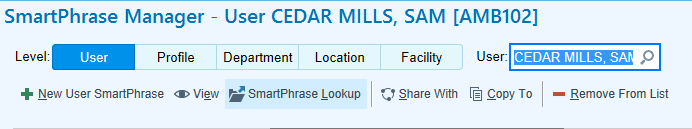 SmartPhrase Manager - User CEDAR MILLS, SAM [AMB102]
Level: User Profile Department Location Facility User: CEDAR MILLS, SAM
New User SmartPhrase View SmartPhrase Lookup Share With Copy To Remove From List